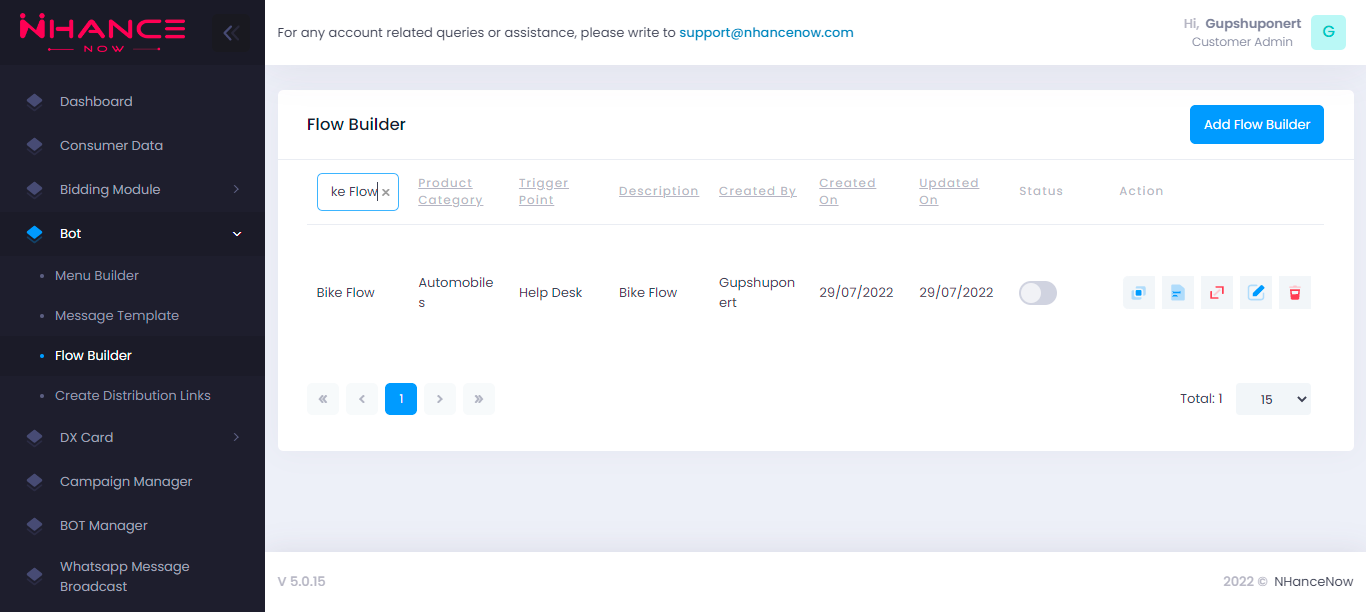 NHANCE
NOW
For any account related queries or assistance, please write to support@nhancenow.com
Hi, Gupshuponert
Customer Admin
G
Dashboard
Consumer Data
Bidding Module
Bot
Menu Builder
Message Template
Flow Builder
Create Distribution Links
DX Card
Campaign Manager
BOT Manager
Whatsapp Message
Broadcast
Flow Builder
Add Flow Builder
ke Flow ×
Product
Category
Trigger
Point
Description
Created By
Created
On
Updated
On
Status
Action
Bike Flow
Automobile
s
Help Desk
Bike Flow
Gupshupon
ert
29/07/2022
29/07/2022
« ‹ 1 › »
Total: 1
15
V 5.0.15
2022 © NHanceNow